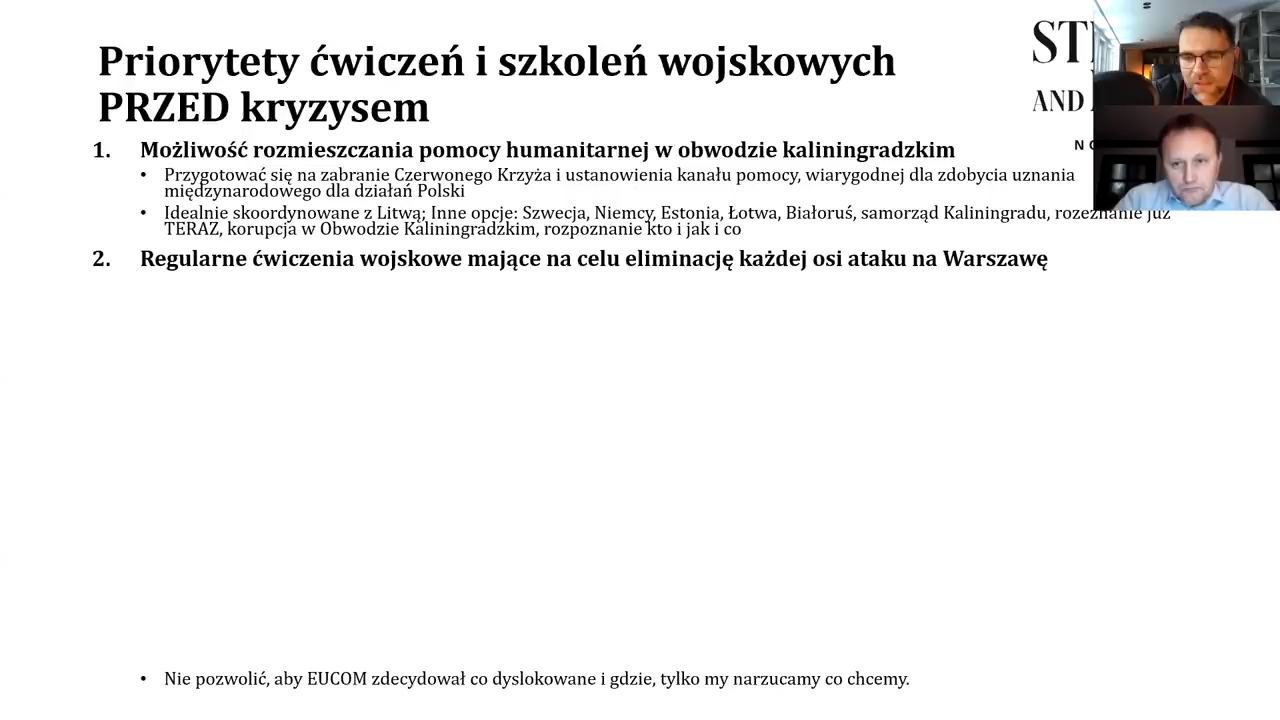 Priorytety ćwiczeń i szkoleń wojskowych
PRZED kryzysem
ST
AND
N
1. Możliwość rozmieszczania pomocy humanitarnej w obwodzie kaliningradzkim
• Przygotować się na zabranie Czerwonego Krzyża i ustanowienia kanału pomocy, wiarygodnej dla zdobycia uznania
międzynarodowego dla działań Polski
• Idealnie skoordynowane z Litwą; Inne opcje: Szwecja, Niemcy, Estonia, Łotwa, Białoruś, samorząd Kaliningradu, rozeznanie już
TERAZ, korupcja w Obwodzie Kaliningradzkim, rozpoznanie kto i jak i co
2. Regularne ćwiczenia wojskowe mające na celu eliminację każdej osi ataku na Warszawę
• Nie pozwolić, aby EUCOM zdecydował co dyslokowane i gdzie, tylko my narzucamy co chcemy.